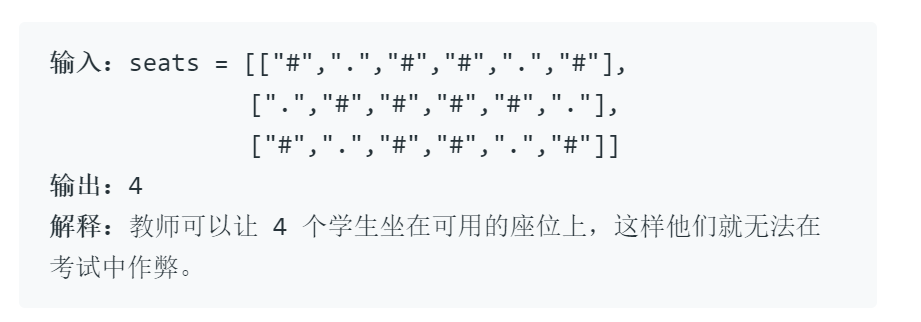 输入：seats = [["#",".","#","#",".","#"],
[".","#","#","#","#","."],
["#",".","#","#",".","#"]]
输出：4
解释：教师可以让 4 个学生坐在可用的座位上，这样他们就无法在
考试中作弊。